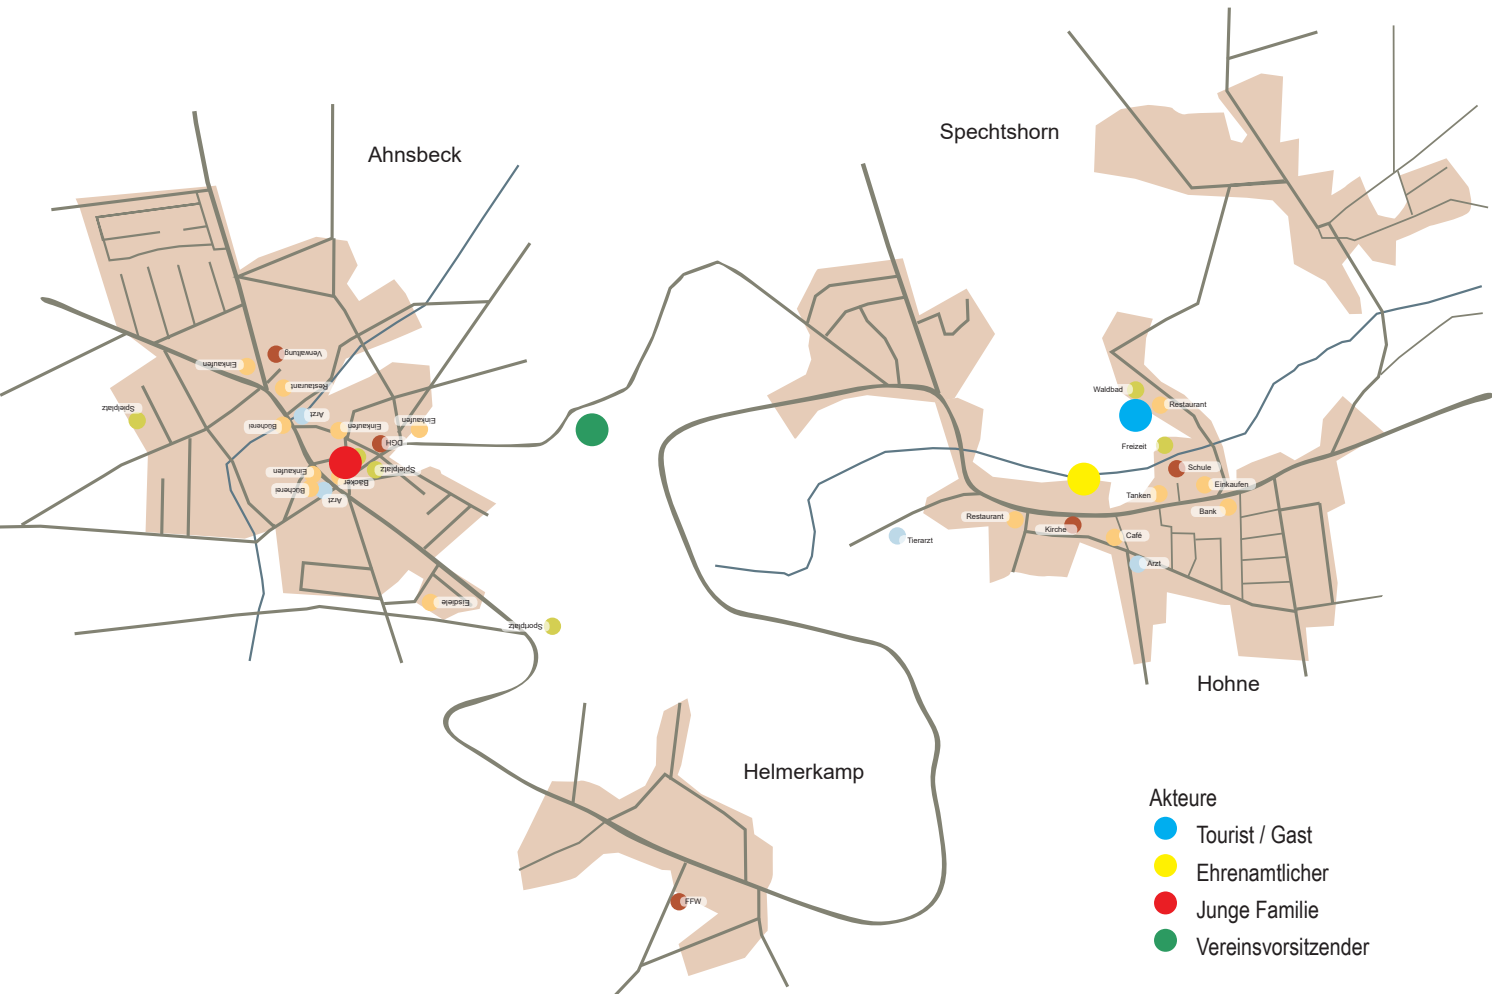 Spechtshorn
Ahnsbeck
Verwaltung
Einkaufen
Restaurant
Waldbad
Restaurant
Spielplatz
Arzt
Einkaufen
Bücherei
Einkaufen
DGH
Freizeit
Einkaufen
Spielplatz
Schule
Bäcker
Einkaufen
Bücherei
Tanken
Arzt
Bank
Restaurant
Kirche
Café
Tierarzt
Arzt
Eisdiele
Sportplatz
Hohne
Helmerkamp
Akteure
Tourist / Gast
Ehrenamtlicher
FFW
Junge Familie
Vereinsvorsitzender